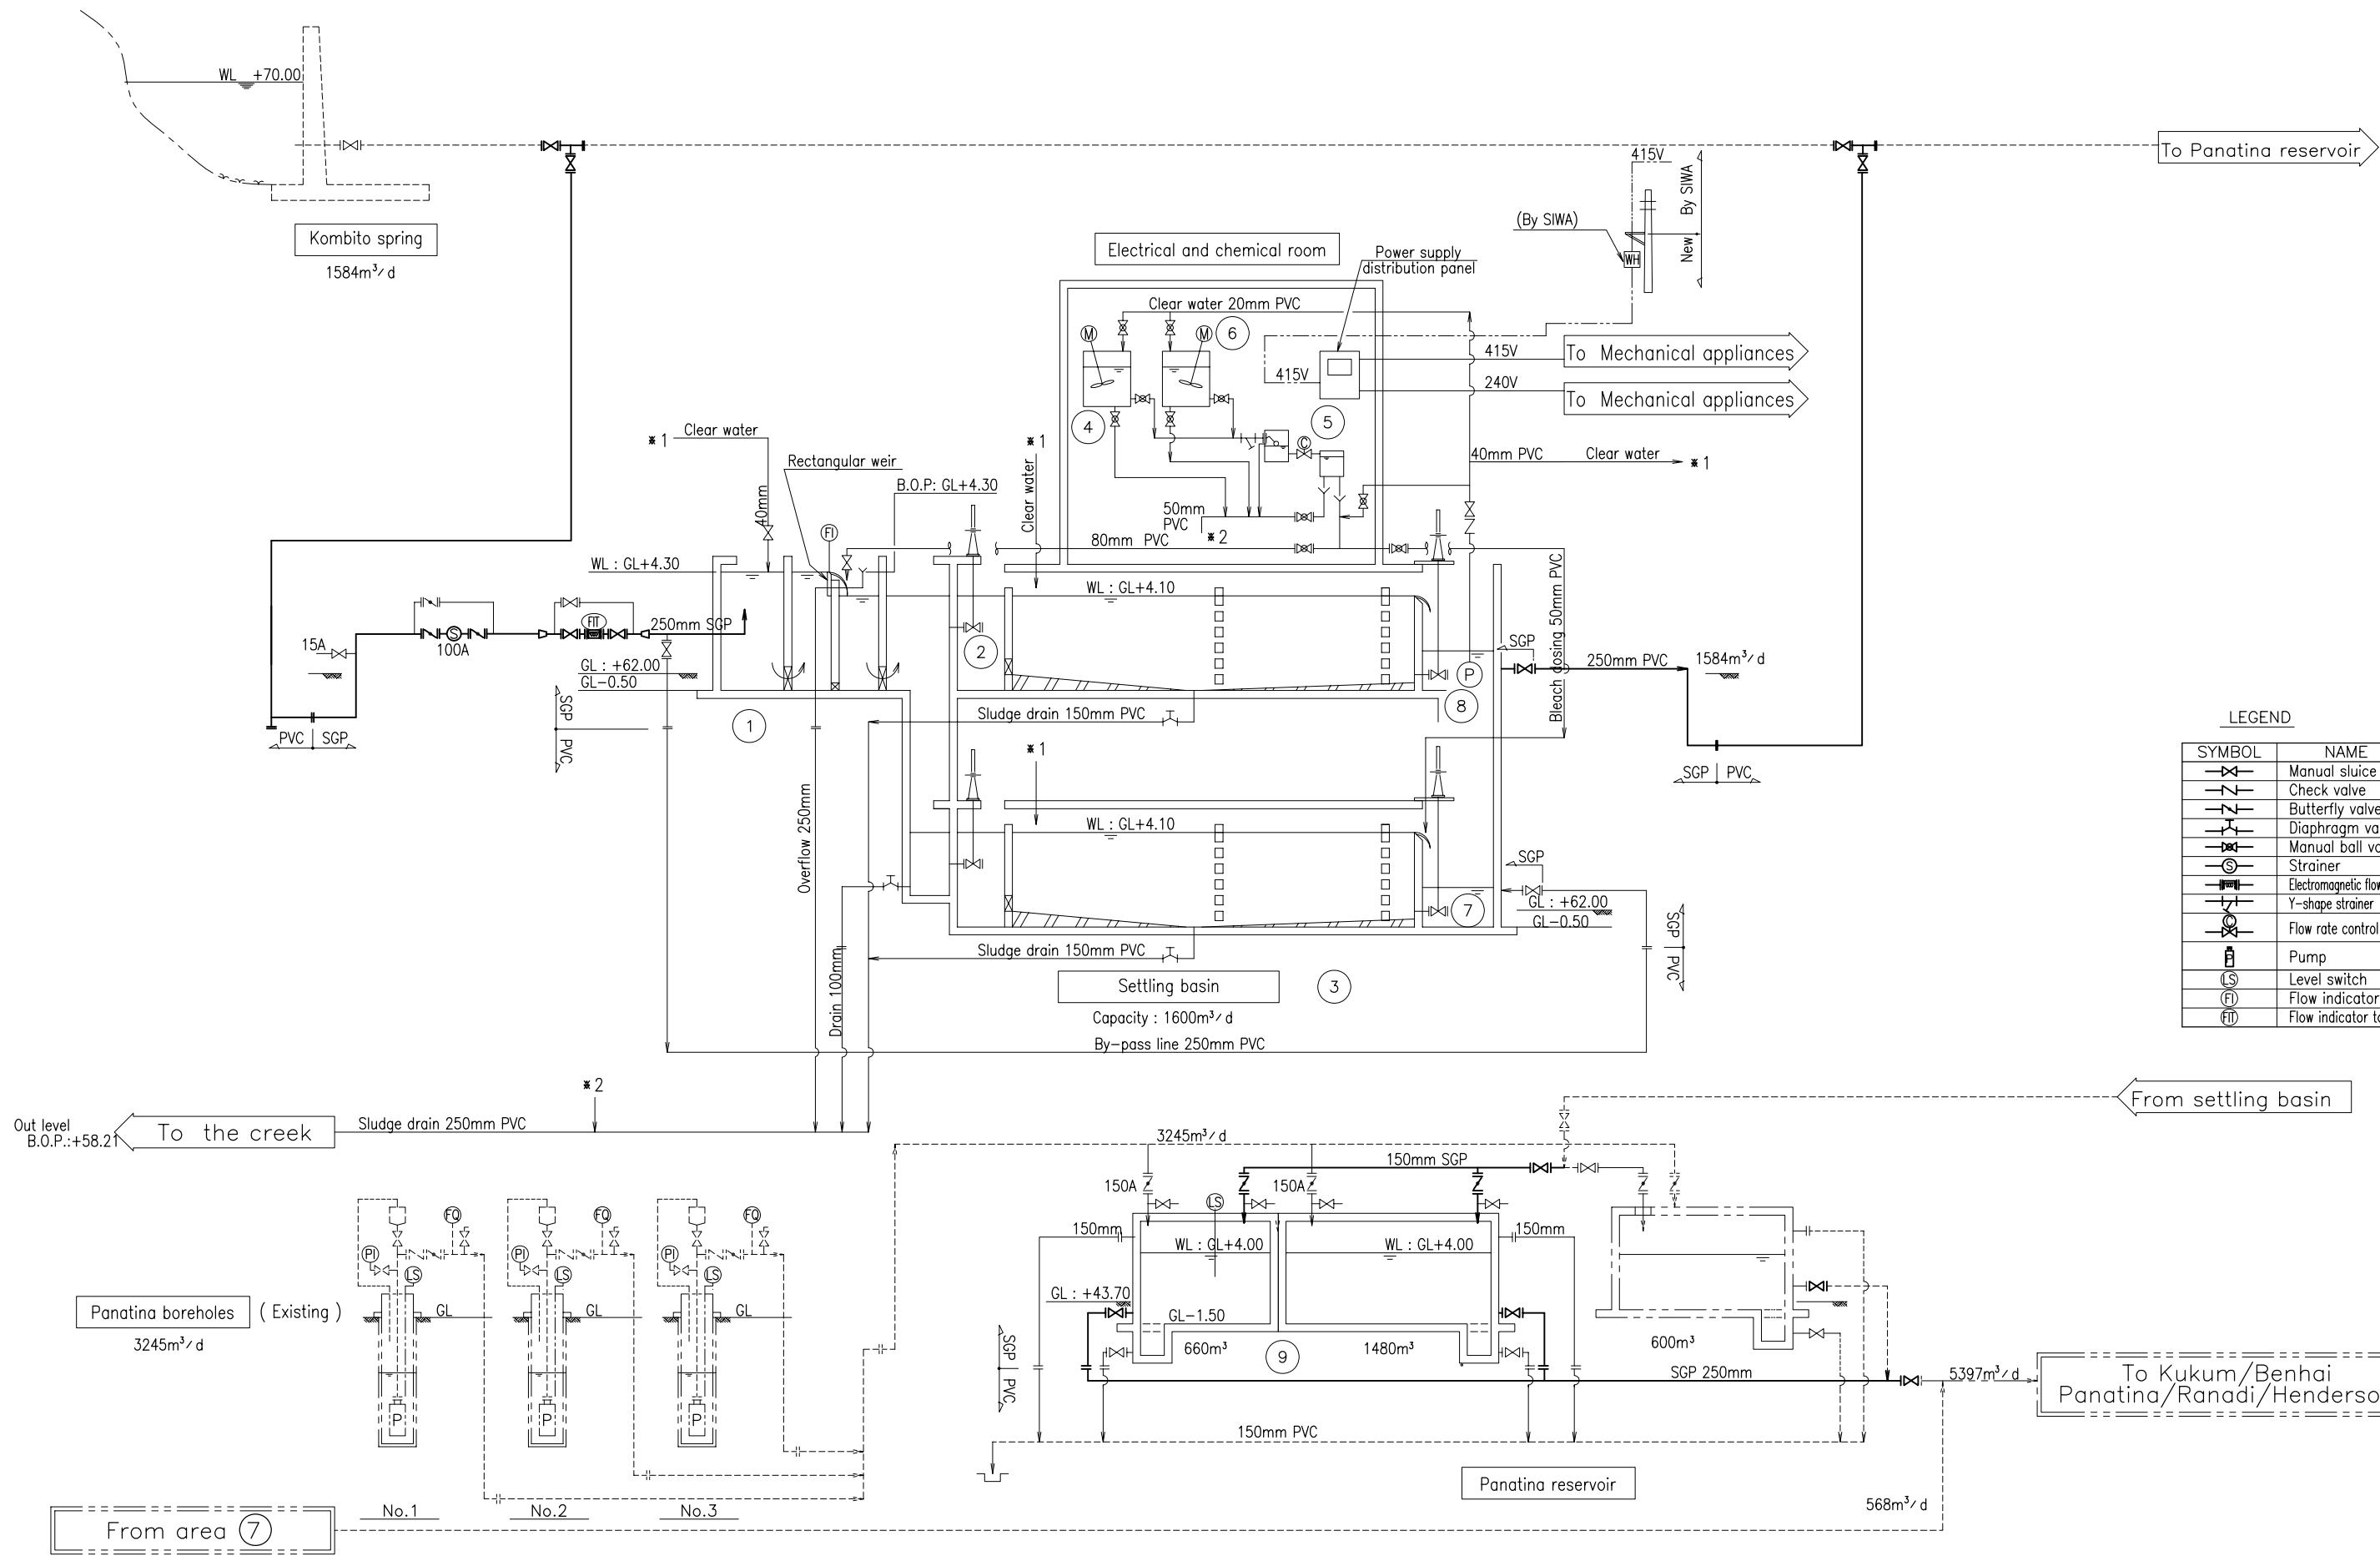 WL +70.00
To Panatina reservoir
415V
By SIWA
New
(By SIWA)
WH
Kombito spring
1584m³/d
Electrical and chemical room
Power supply
distribution panel
Clear water 20mm PVC
M
M
6
415V
To Mechanical appliances
415V
240V
To Mechanical appliances
4
5
C
※1
Clear water
※1
Clear water
40mm PVC
Clear water
※1
Rectangular weir
B.O.P: GL+4.30
40mm
50mm
PVC
※2
FI
80mm PVC
WL : GL+4.30
WL : GL+4.10
Bleach dosing 50mm PVC
FIT
250mm SGP
15A
S
100A
2
SGP
250mm PVC
1584m³/d
P
GL : +62.00
GL-0.50
SGP
PVC
8
1
Sludge drain 150mm PVC
PVC
SGP
※1
SGP
PVC
LEGEND
SYMBOL
NAME
Manual sluice
Check valve
Butterfly valve
Diaphragm va
Manual ball va
S
Strainer
Electromagnetic flow
Y-shape strainer
C
Flow rate control
P
Pump
LS
Level switch
FI
Flow indicator
FIT
Flow indicator to
Overflow 250mm
WL : GL+4.10
SGP
7
GL : +62.00
GL-0.50
SGP
PVC
Drain 100mm
Sludge drain 150mm PVC
Settling basin
3
Capacity : 1600m³/d
By-pass line 250mm PVC
※2
From settling basin
Out level
B.O.P.:+58.21
To the creek
Sludge drain 250mm PVC
3245m³/d
150mm SGP
150A
150A
LS
FQ
FQ
FQ
150mm
150mm
PI
PI
PI
LS
LS
LS
WL : GL+4.00
WL : GL+4.00
GL : +43.70
GL-1.50
Panatina boreholes
( Existing )
GL
GL
GL
3245m³/d
SGP
PVC
660m³
9
1480m³
600m³
SGP 250mm
5397m³/d
To Kukum/Benhai
Panatina/Ranadi/Henderso
P
P
P
150mm PVC
Panatina reservoir
568m³/d
No.1
No.2
No.3
From area 7